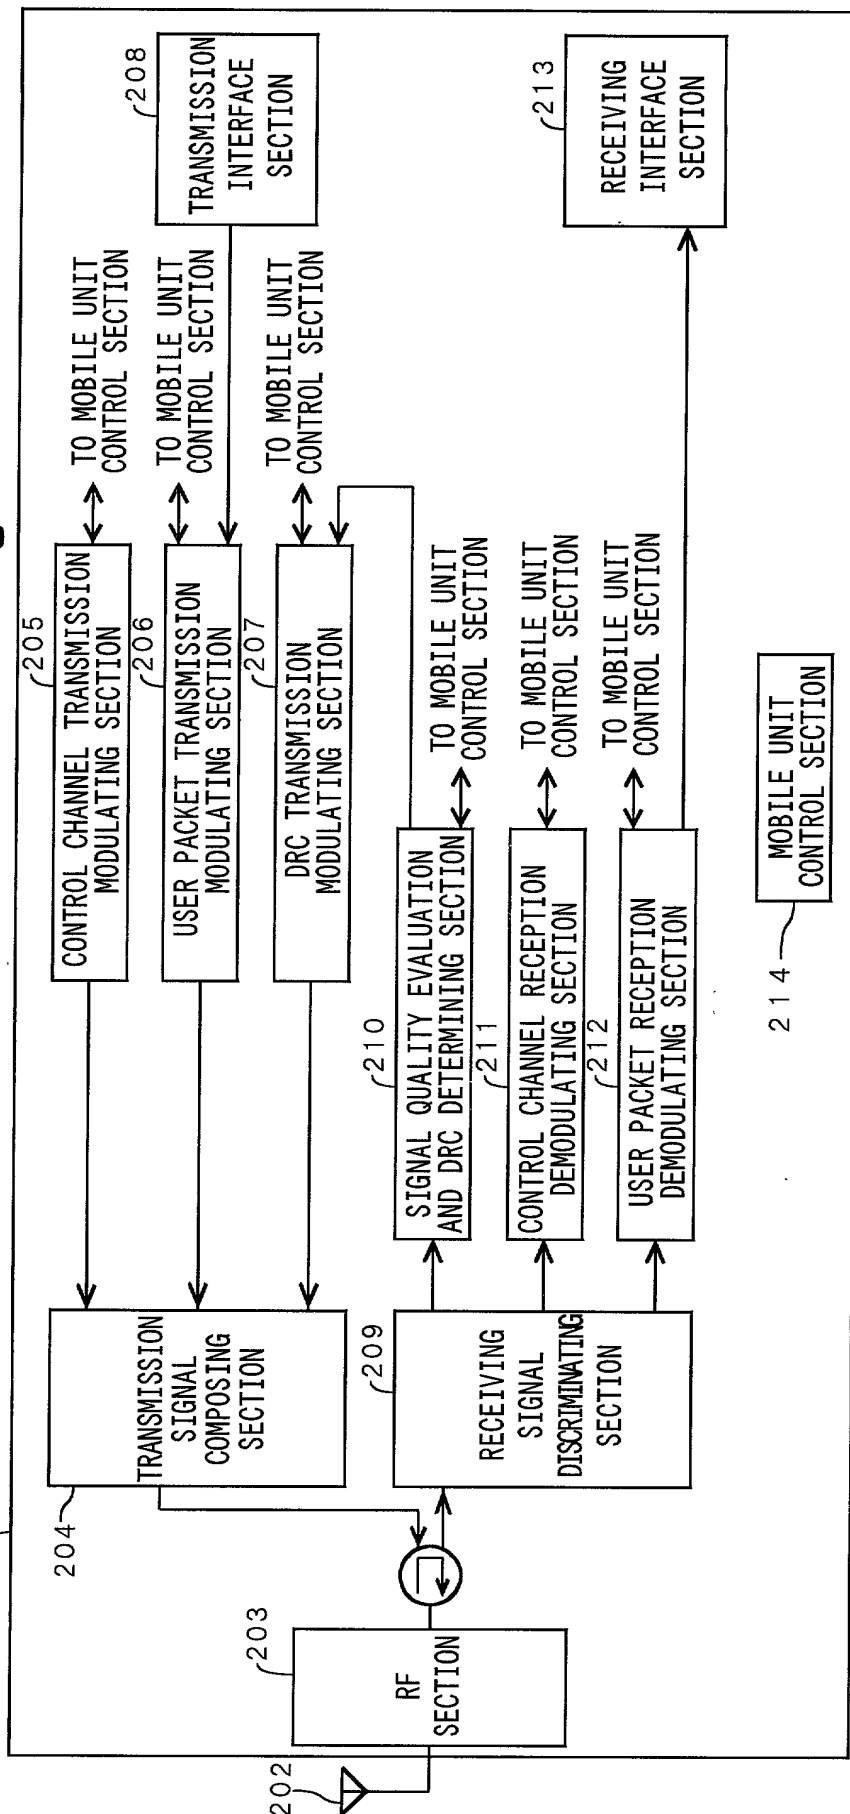 208
TRANSMISSION
INTERFACE
SECTION
213
RECEIVING
INTERFACE
SECTION
TO MOBILE UNIT
CONTROL SECTION
TO MOBILE UNIT
CONTROL SECTION
TO MOBILE UNIT
CONTROL SECTION
205
CONTROL CHANNEL TRANSMISSION
MODULATING SECTION
206
USER PACKET TRANSMISSION
MODULATING SECTION
207
DRC TRANSMISSION
MODULATING SECTION
TO MOBILE UNIT
CONTROL SECTION
TO MOBILE UNIT
CONTROL SECTION
TO MOBILE UNIT
CONTROL SECTION
210
SIGNAL QUALITY EVALUATION
AND DRC DETERMINING SECTION
211
CONTROL CHANNEL RECEPTION
DEMODULATING SECTION
212
USER PACKET RECEPTION
DEMODULATING SECTION
MOBILE UNIT
CONTROL SECTION
214
TRANSMISSION
SIGNAL
COMPOSING
SECTION
204
209
RECEIVING
SIGNAL
DISCRIMINATING
SECTION
203
RF
SECTION
202